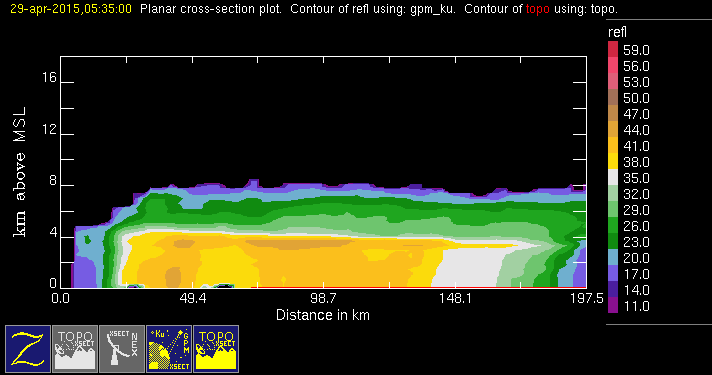 29-apr-2015,05:35:00 Planar cross-section plot. Contour of refl using: gpm_ku. Contour of topo using: topo.
refl
59.0
56.0
53.0
50.0
47.0
44.0
41.0
38.0
35.0
32.0
29.0
26.0
23.0
20.0
17.0
14.0
11.0
km above MSL
16
12
8
4
0
0.0 49.4 98.7 148.1 197.5
Distance in km
Z
TOPO
XSECT
XSECT
XM2
Ku
GPM
XSECT
TOPO
XSECT